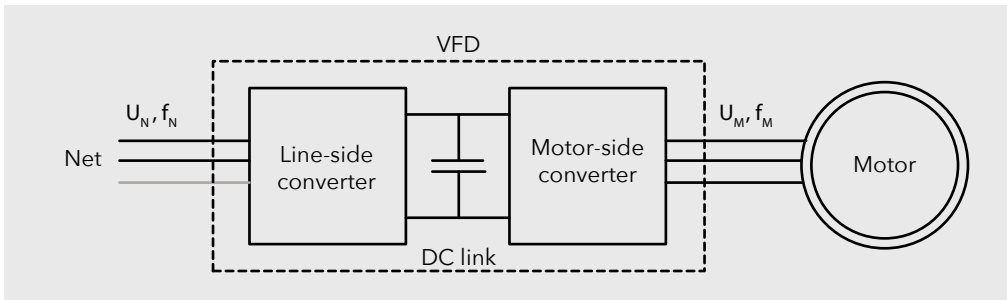 VFD
U_N, f_N
U_M, f_M
Net
Line-side
converter
Motor-side
converter
Motor
DC link